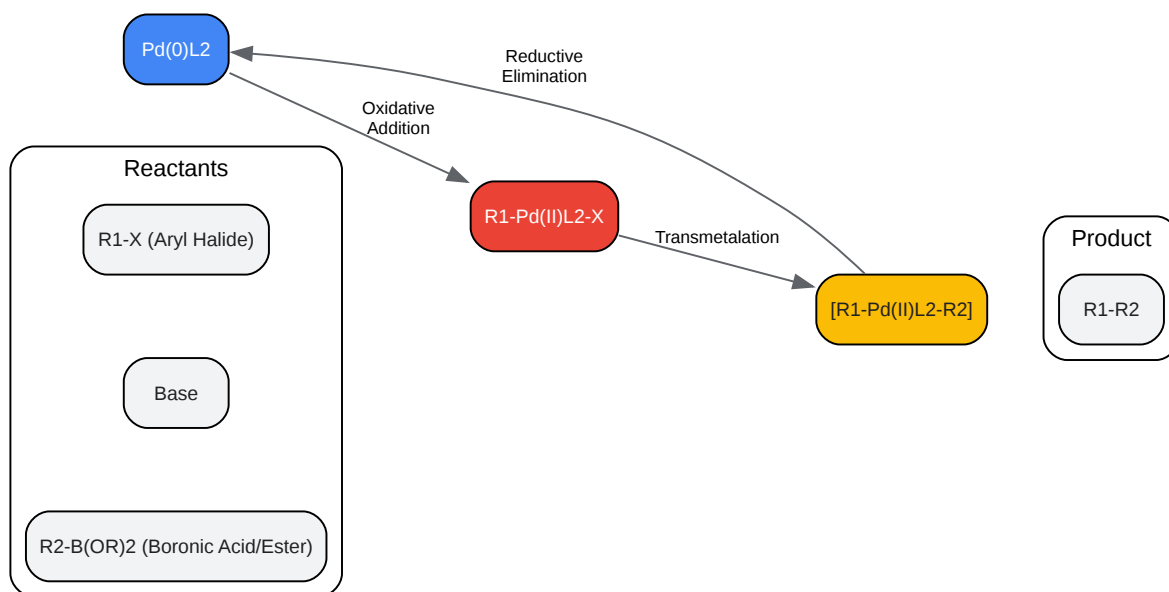 Pd(0)L2
Reductive
Elimination
Oxidative
Addition
Reactants
R1-X (Aryl Halide)
R1-Pd(II)L2-X
Transmetalation
Product
[R1-Pd(II)L2-R2]
R1-R2
Base
R2-B(OR)2 (Boronic Acid/Ester)